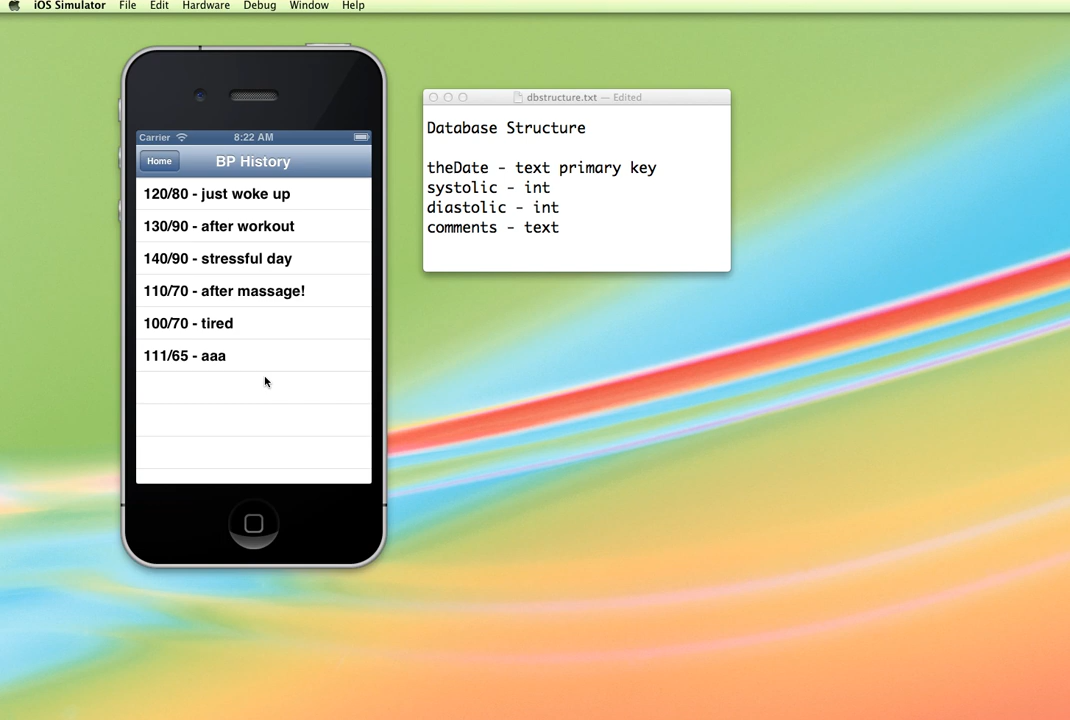 iOS Simulator File Edit Hardware Debug Window Help
Carrier 8:22 AM
Home BP History
120/80 - just woke up
130/90 - after workout
140/90 - stressful day
110/70 - after massage!
100/70 - tired
111/65 - aaa
dbstructure.txt — Edited
Database Structure
theDate - text primary key
systolic - int
diastolic - int
comments - text